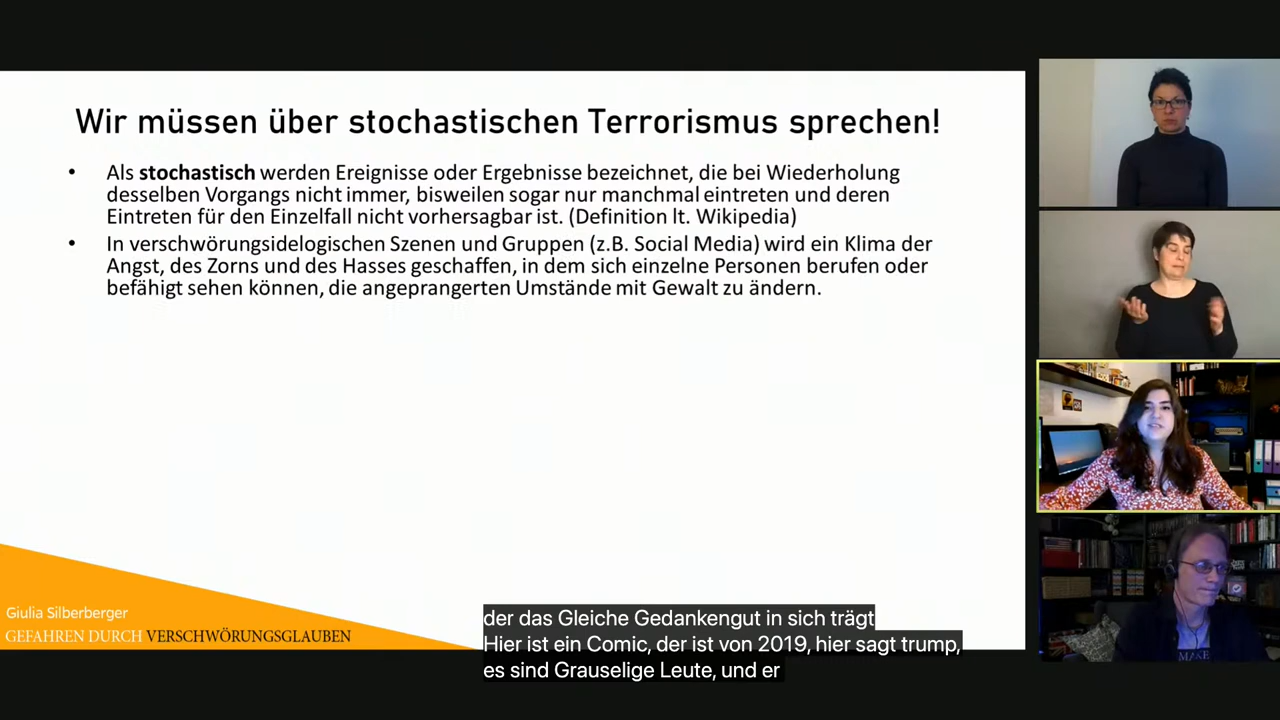 Wir müssen über stochastischen Terrorismus sprechen!
• Als stochastisch werden Ereignisse oder Ergebnisse bezeichnet, die bei Wiederholung
desselben Vorgangs nicht immer, bisweilen sogar nur manchmal eintreten und deren
Eintreten für den Einzelfall nicht vorhersagbar ist. (Definition lt. Wikipedia)
• In verschwörungsidelogischen Szenen und Gruppen (z.B. Social Media) wird ein Klima der
Angst, des Zorns und des Hasses geschaffen, in dem sich einzelne Personen berufen oder
befähigt sehen können, die angeprangerten Umstände mit Gewalt zu ändern.
Giulia Silberberger
GEFAHREN DURCH VERSCHWÖRUNGSGLAUBEN
der das Gleiche Gedankengut in sich trägt
Hier ist ein Comic, der ist von 2019, hier sagt trump,
es sind Grauselige Leute, und er
MAKE